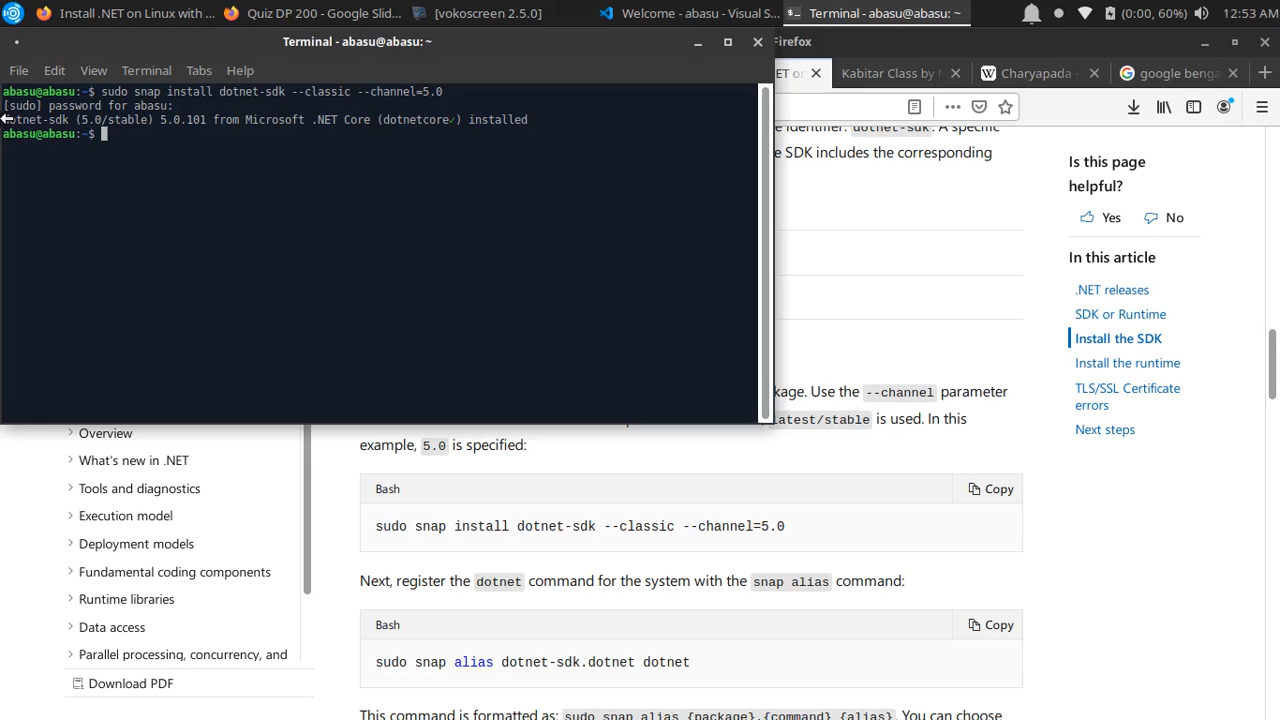 Install .NET on Linux with ...
Quiz DP 200 - Google Slid...
[vokoscreen 2.5.0]
Welcome - abasu - Visual S...
Terminal - abasu@abasu: ~
(0:00, 60%)
12:53 AM
Terminal - abasu@abasu: ~
Firefox
File Edit View Terminal Tabs Help
Kabitar Class by
Charyapada -
google benga
abasu@abasu:~$ sudo snap install dotnet-sdk --classic --channel=5.0
[sudo] password for abasu:
dotnet-sdk (5.0/stable) 5.0.101 from Microsoft .NET Core (dotnetcore✓) installed
abasu@abasu:~$
e identifier: dotnet-sdk. A specific
e SDK includes the corresponding
kage. Use the --channel parameter
latest/stable is used. In this
example, 5.0 is specified:
Bash
Copy
sudo snap install dotnet-sdk --classic --channel=5.0
Next, register the dotnet command for the system with the snap alias command:
Bash
Copy
sudo snap alias dotnet-sdk.dotnet dotnet
This command is formatted as: sudo snap alias {package}.{command} {alias}. You can choose
Overview
What's new in .NET
Tools and diagnostics
Execution model
Deployment models
Fundamental coding components
Runtime libraries
Data access
Parallel processing, concurrency, and
Download PDF
Is this page
helpful?
Yes
No
In this article
.NET releases
SDK or Runtime
Install the SDK
Install the runtime
TLS/SSL Certificate
errors
Next steps